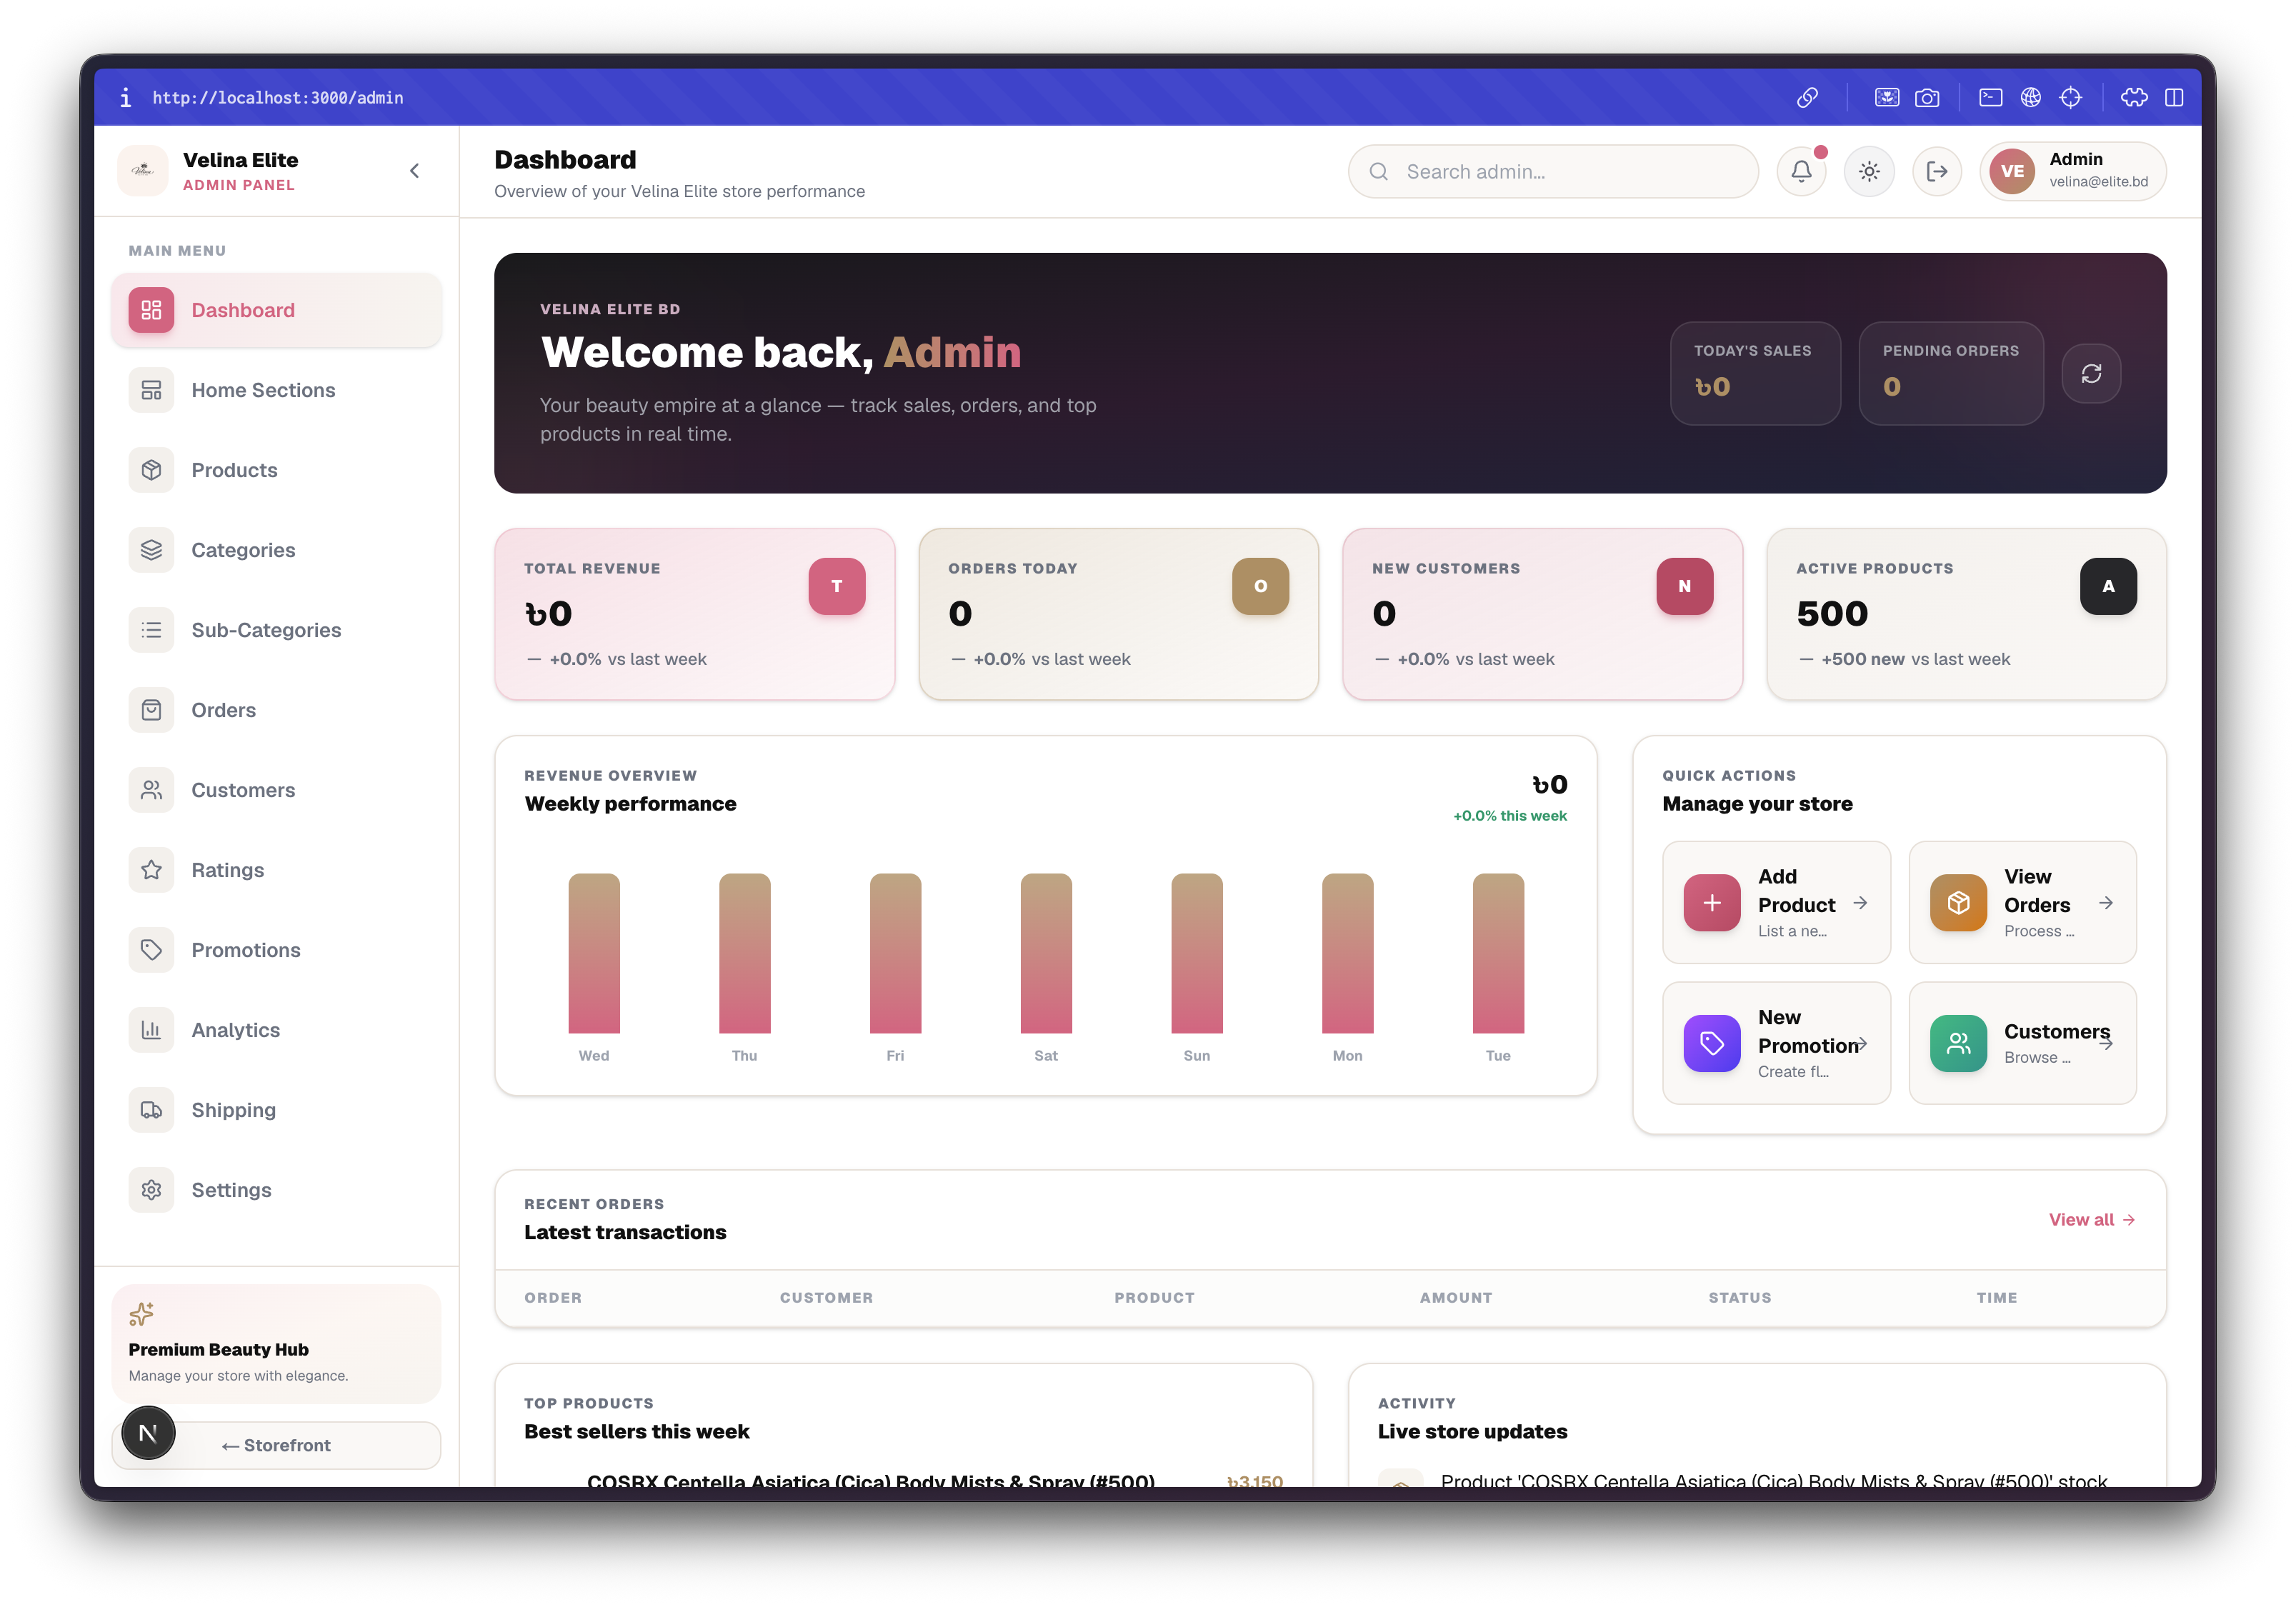 http://localhost:3000/admin
Velina Elite
ADMIN PANEL
Dashboard
Overview of your Velina Elite store performance
Search admin...
VE
Admin
velina@elite.bd
MAIN MENU
Dashboard
Home Sections
Products
Categories
Sub-Categories
Orders
Customers
Ratings
Promotions
Analytics
Shipping
Settings
Premium Beauty Hub
Manage your store with elegance.
N
← Storefront
VELINA ELITE BD
Welcome back, Admin
Your beauty empire at a glance — track sales, orders, and top
products in real time.
TODAY'S SALES
৳0
PENDING ORDERS
0
TOTAL REVENUE
T
৳0
— +0.0% vs last week
ORDERS TODAY
O
0
— +0.0% vs last week
NEW CUSTOMERS
N
0
— +0.0% vs last week
ACTIVE PRODUCTS
A
500
— +500 new vs last week
REVENUE OVERVIEW
Weekly performance
৳0
+0.0% this week
Wed Thu Fri Sat Sun Mon Tue
QUICK ACTIONS
Manage your store
Add
Product
List a ne...
View
Orders
Process ...
New
Promotion
Create fl...
Customers
Browse ...
RECENT ORDERS
Latest transactions
View all →
ORDER CUSTOMER PRODUCT AMOUNT STATUS TIME
TOP PRODUCTS
Best sellers this week
COSRX Centella Asiatica (Cica) Body Mists & Spray (#500) ৳3,150
ACTIVITY
Live store updates
Product 'COSRX Centella Asiatica (Cica) Body Mists & Spray (#500)' stock